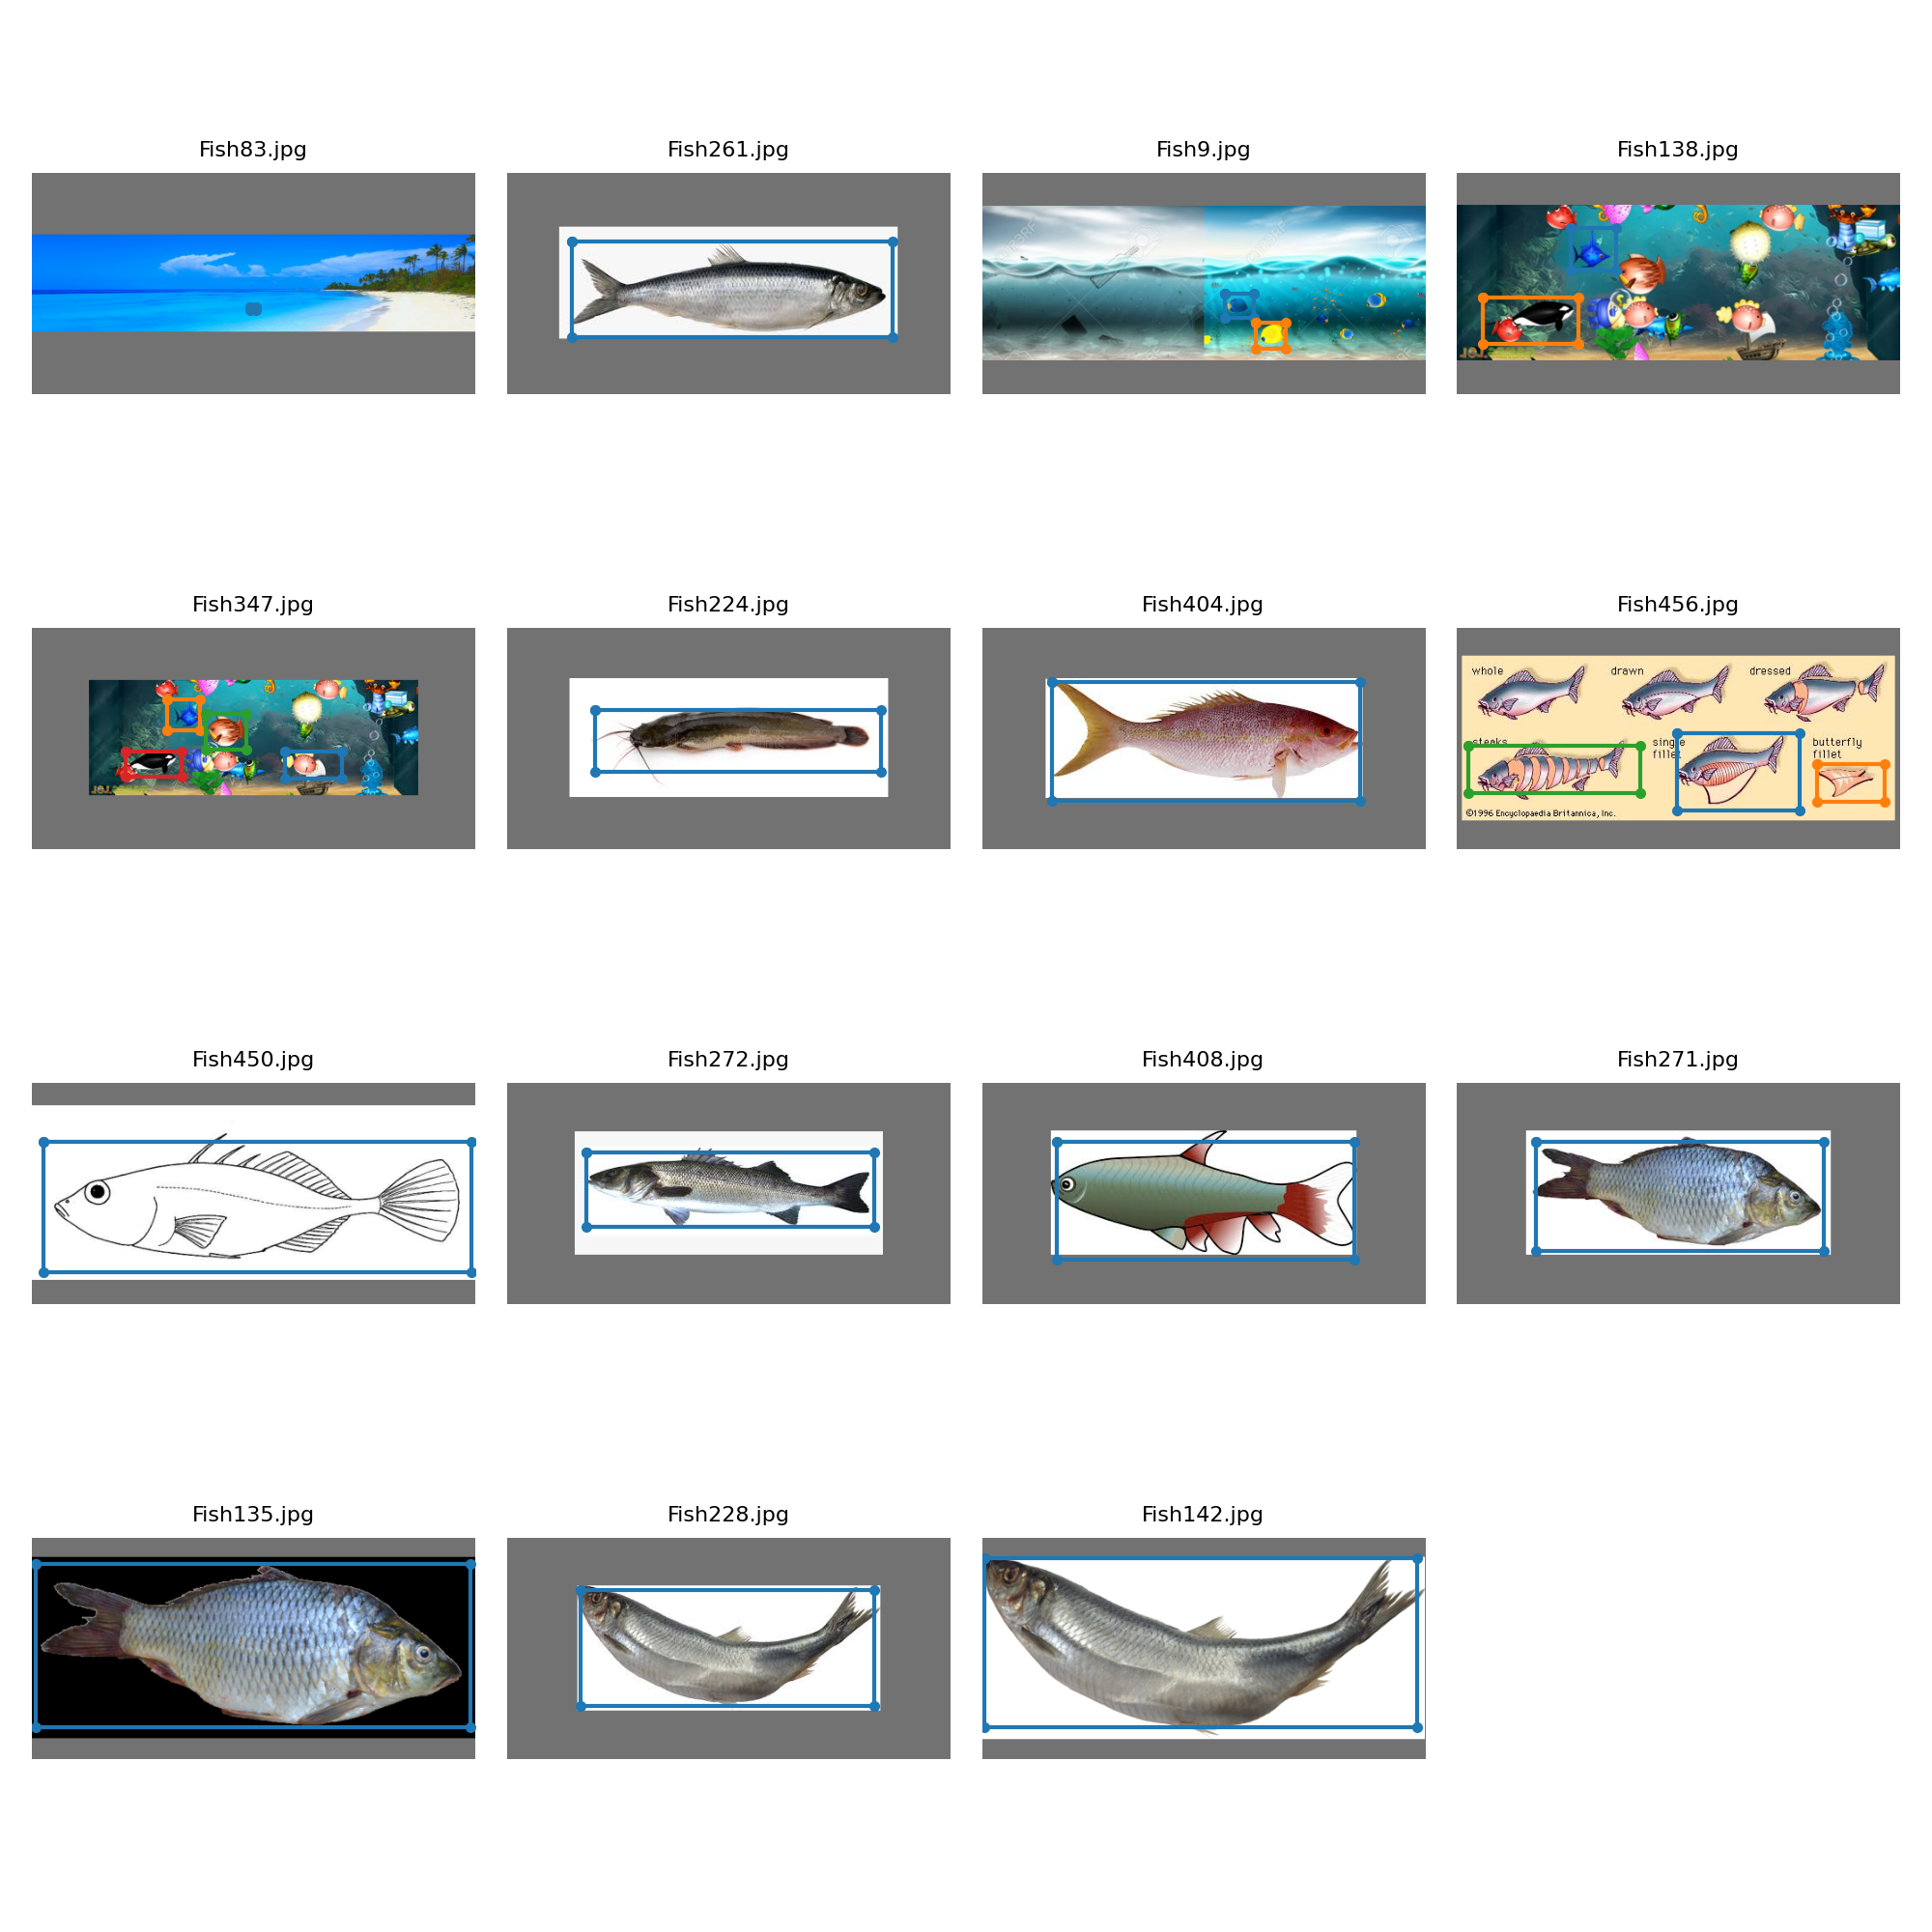 Fish83.jpg
Fish261.jpg
Fish9.jpg
Fish138.jpg
Fish347.jpg
Fish224.jpg
Fish404.jpg
Fish456.jpg
whole
drawn
dressed
steaks
single
fillet
butterfly
fillet
©1996 Encyclopaedia Britannica, Inc.
Fish450.jpg
Fish272.jpg
Fish408.jpg
Fish271.jpg
Fish135.jpg
Fish228.jpg
Fish142.jpg